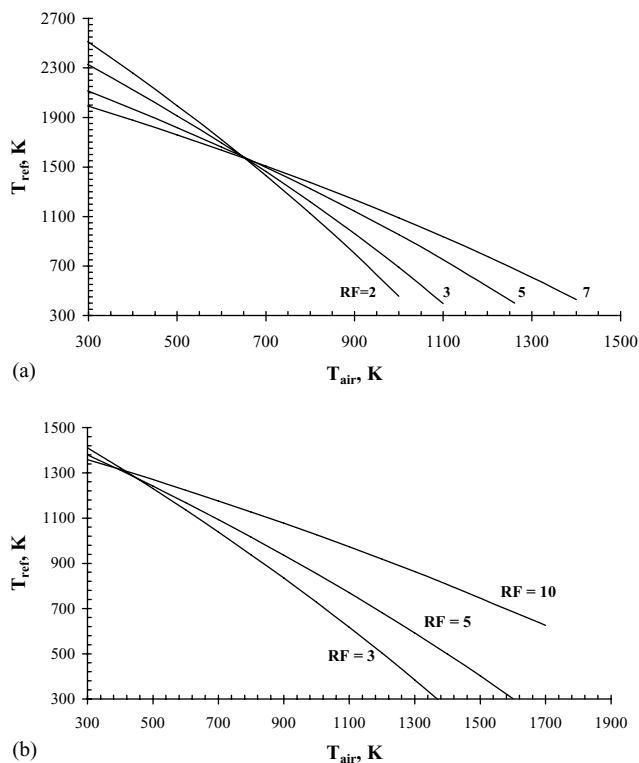 2700
2300
1900
1500
1100
700
300
T_ref, K
RF=2
3
5
7
300 500 700 900 1100 1300 1500
(a)
T_air, K
1500
1300
1100
900
700
500
300
T_ref, K
RF = 10
RF = 5
RF = 3
300 500 700 900 1100 1300 1500 1700 1900
(b)
T_air, K